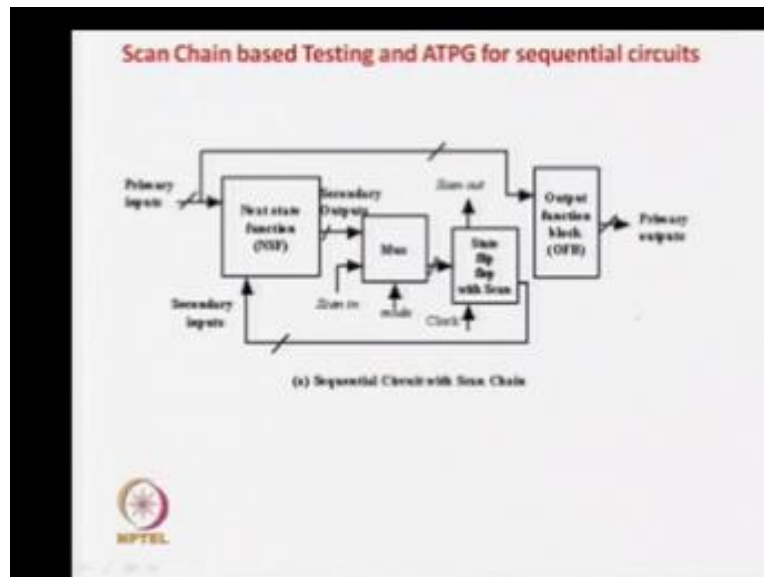 Scan Chain based Testing and ATPG for sequential circuits
Primary
inputs
Next state
function
(NSF)
Secondary
Outputs
Scan in
Mux
mode
Scan out
State
flip
flop
with Scan
Clock
Output
function
block
(OFB)
Primary
outputs
Secondary
inputs
(a) Sequential Circuit with Scan Chain
NPTEL